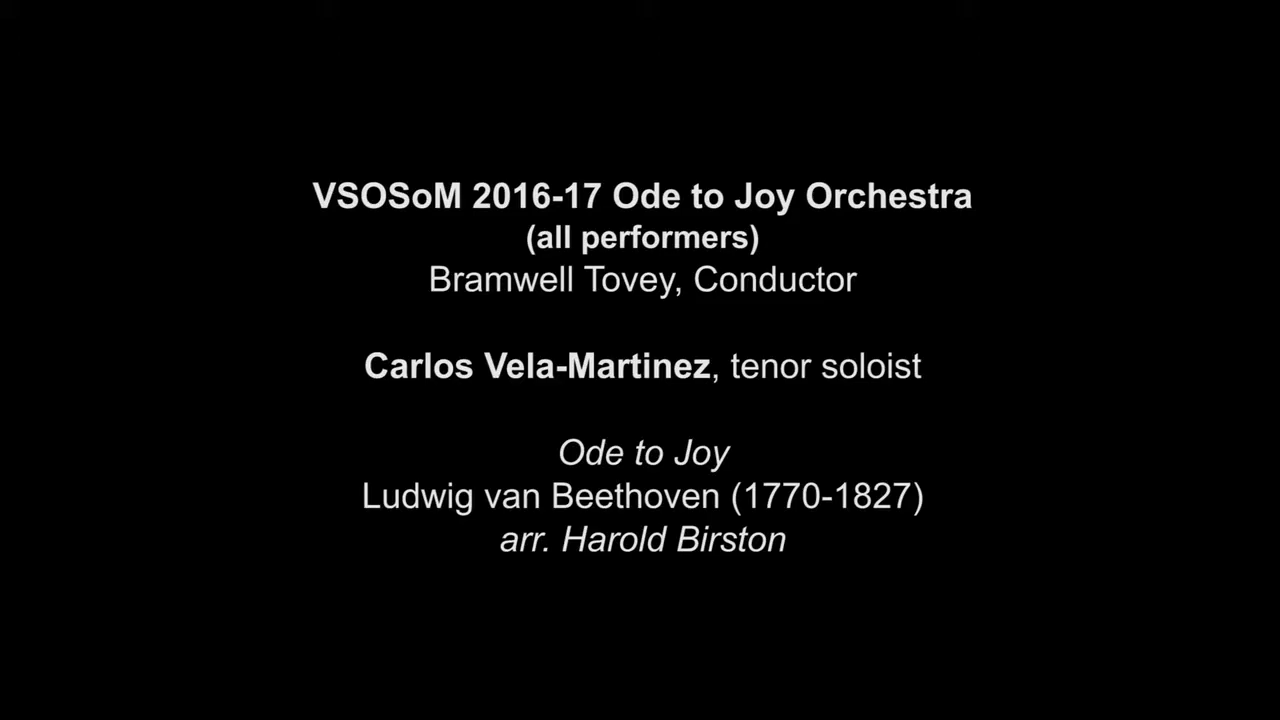 VSOSoM 2016-17 Ode to Joy Orchestra
(all performers)
Bramwell Tovey, Conductor
Carlos Vela-Martinez, tenor soloist
Ode to Joy
Ludwig van Beethoven (1770-1827)
arr. Harold Birston